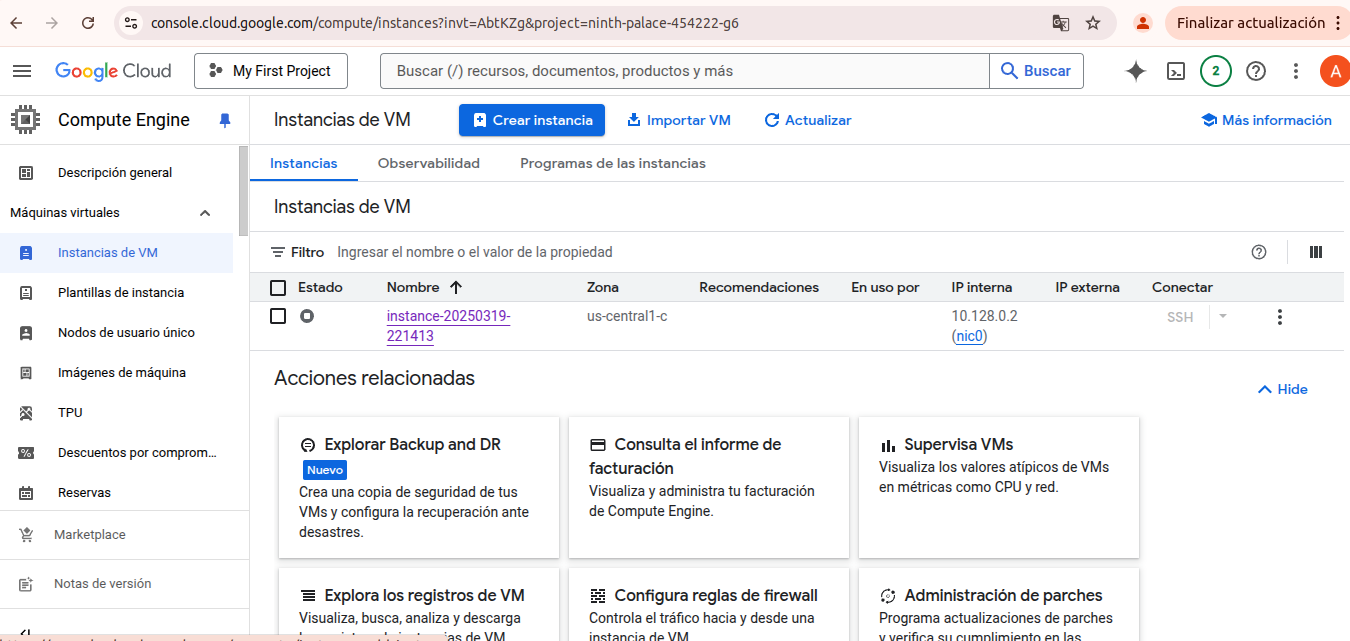 console.cloud.google.com/compute/instances?invt=AbtKZg&project=ninth-palace-454222-g6
Finalizar actualización
Google Cloud
My First Project
Buscar (/) recursos, documentos, productos y más
Buscar
2
A
Compute Engine
Instancias de VM
Crear instancia
Importar VM
Actualizar
Más información
Descripción general
Máquinas virtuales
Instancias de VM
Plantillas de instancia
Nodos de usuario único
Imágenes de máquina
TPU
Descuentos por comprom...
Reservas
Marketplace
Notas de versión
Instancias
Observabilidad
Programas de las instancias
Instancias de VM
Filtro
Ingresar el nombre o el valor de la propiedad
Estado Nombre Zona Recomendaciones En uso por IP interna IP externa Conectar
instance-20250319- us-central1-c 10.128.0.2 SSH
221413 (nic0)
Acciones relacionadas
Hide
Explorar Backup and DR
Nuevo
Crea una copia de seguridad de tus
VMs y configura la recuperación ante
desastres.
Consulta el informe de
facturación
Visualiza y administra tu facturación
de Compute Engine.
Supervisa VMs
Visualiza los valores atípicos de VMs
en métricas como CPU y red.
Explora los registros de VM
Visualiza, busca, analiza y descarga
de VM
Configura reglas de firewall
Controla el tráfico hacia y desde una
instancia de VM
Administración de parches
Programa actualizaciones de parches
y verifica su cumplimiento en las